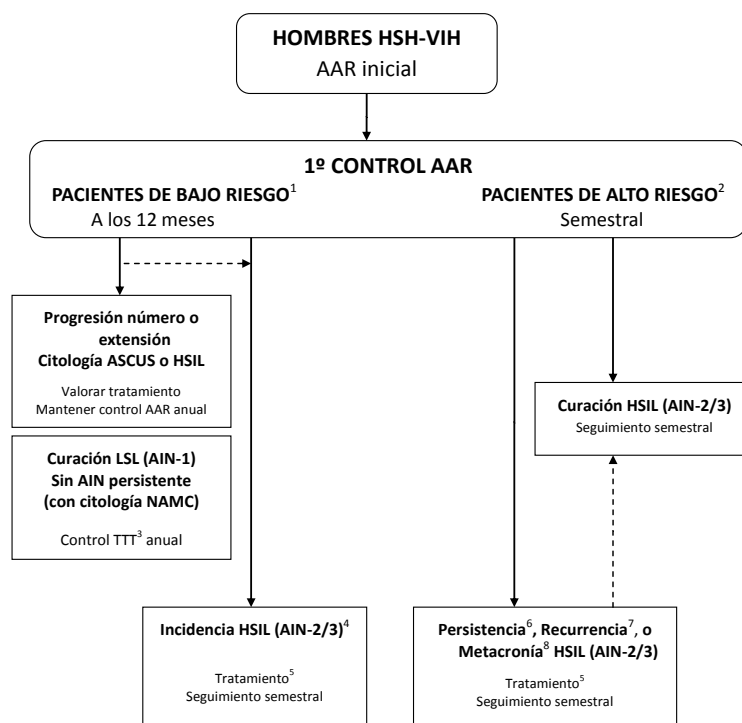 HOMBRES HSH-VIH
AAR inicial
1º CONTROL AAR
PACIENTES DE BAJO RIESGO1
A los 12 meses
PACIENTES DE ALTO RIESGO2
Semestral
Progresión número o
extensión
Citología ASCUS o HSIL
Valorar tratamiento
Mantener control AAR anual
Curación HSIL (AIN-2/3)
Seguimiento semestral
Curación LSL (AIN-1)
Sin AIN persistente
(con citología NAMC)
Control TTT3 anual
Incidencia HSIL (AIN-2/3)4
Tratamiento5
Seguimiento semestral
Persistencia6, Recurrencia7, o
Metacronía8 HSIL (AIN-2/3)
Tratamiento5
Seguimiento semestral